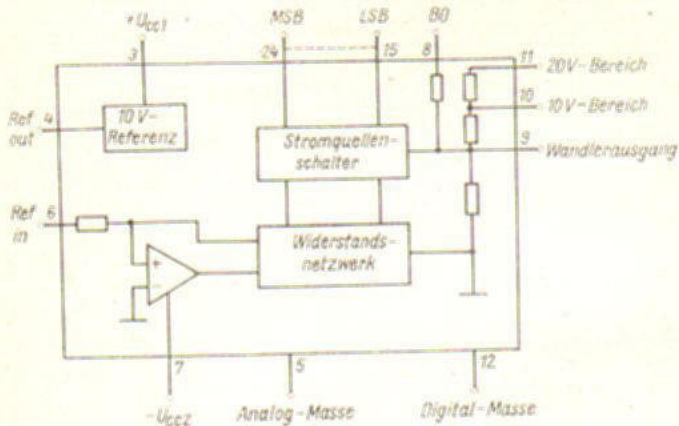 +Ucc1
MSB
LSB
BO
3
24
15
8
11
20V-Bereich
10
10V-Bereich
Ref out
4
10V-Referenz
Stromquellen-
schalter
9
Wandlerausgang
Ref in
6
Widerstands-
netzwerk
+
-
7
5
12
-Ucc2
Analog-Masse
Digital-Masse